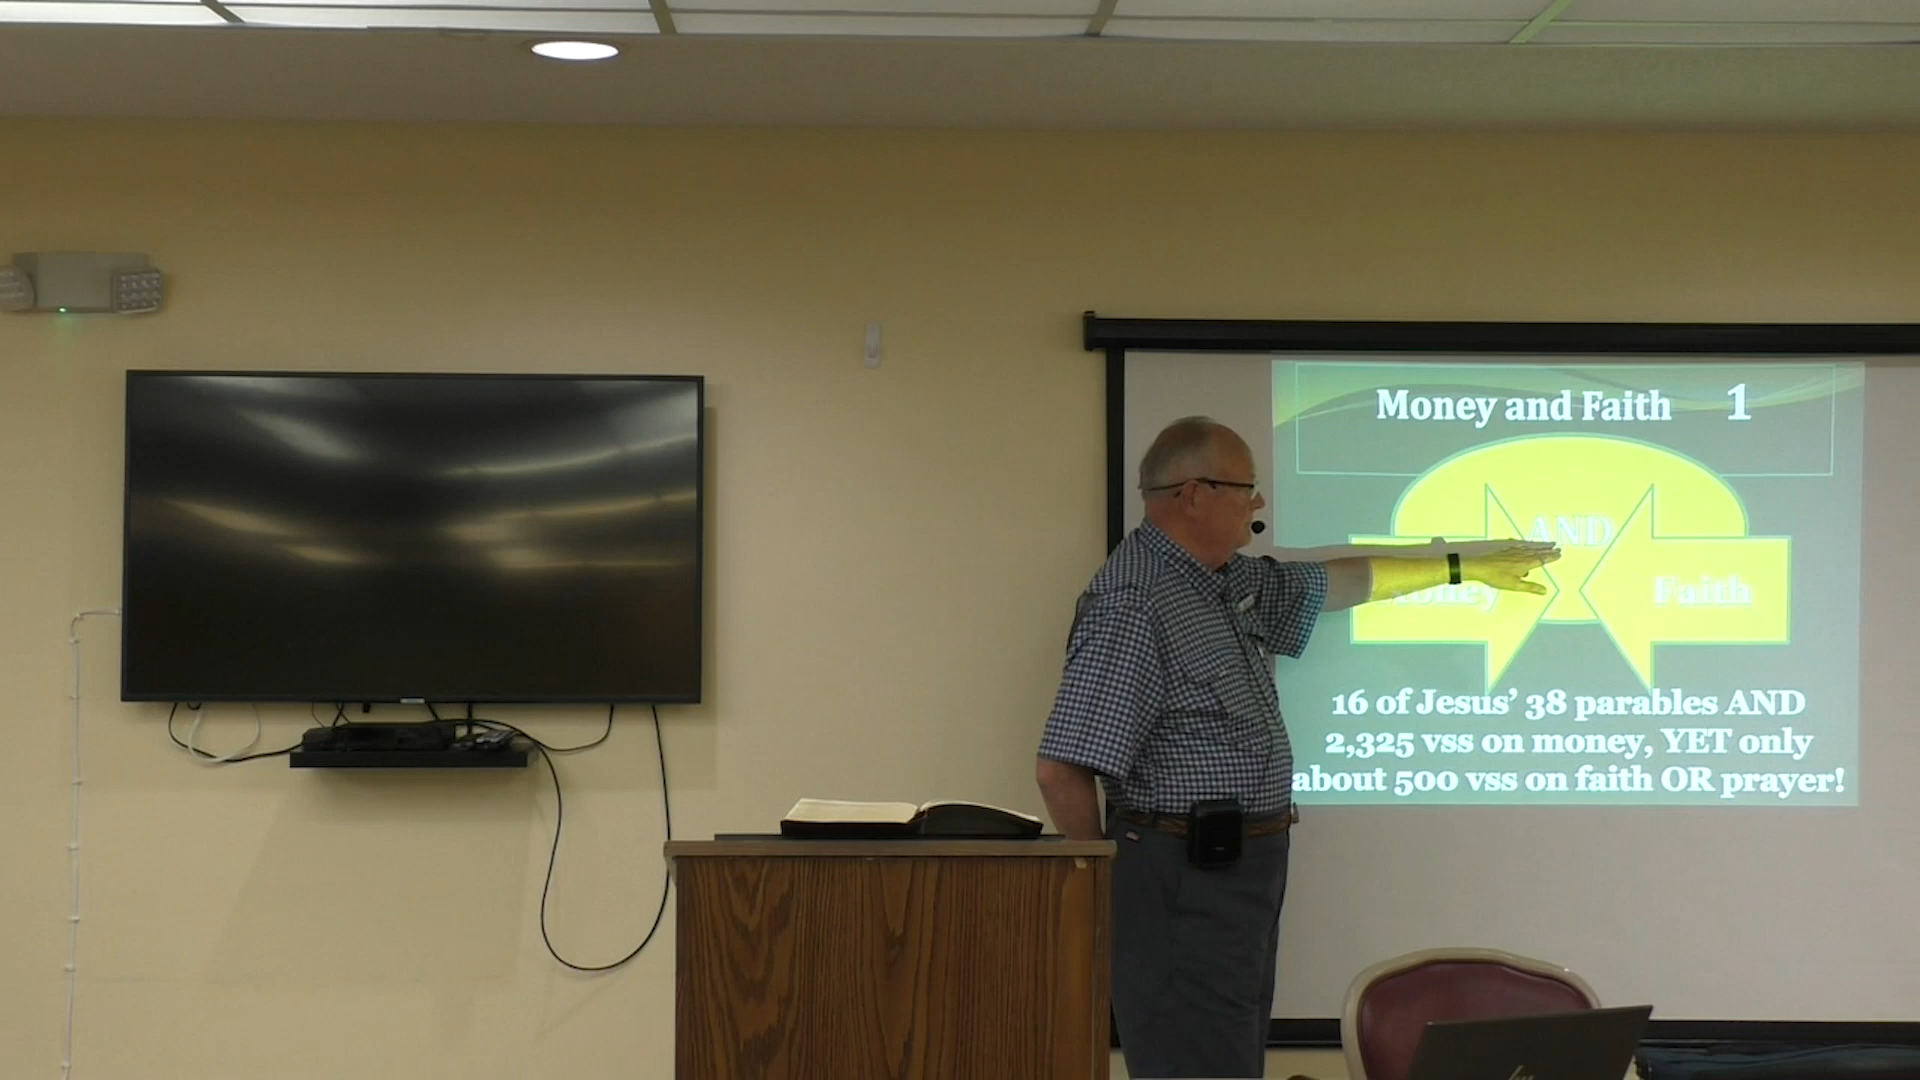 Money and Faith 1
AND
Money
Faith
16 of Jesus’ 38 parables AND
2,325 vss on money, YET only
about 500 vss on faith OR prayer!